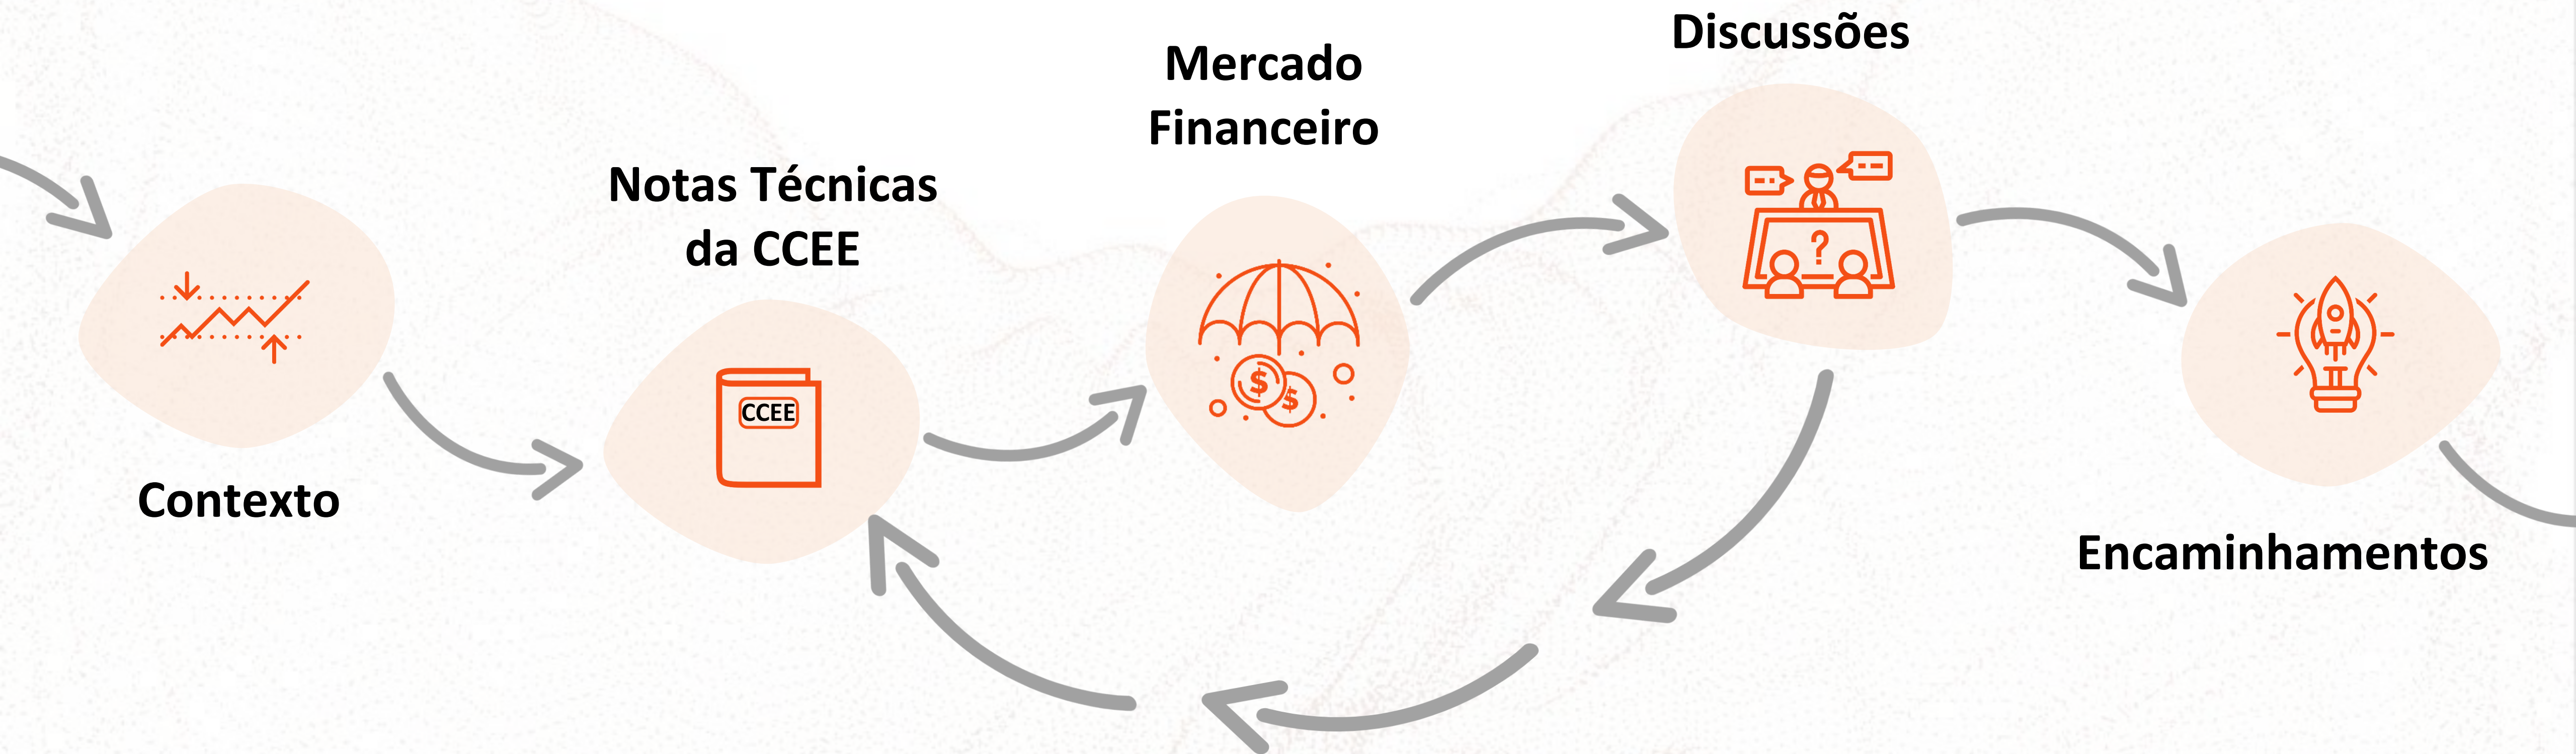 Contexto
Notas Técnicas
da CCEE
CCEE
Mercado
Financeiro
$
$
Discussões
?
Encaminhamentos